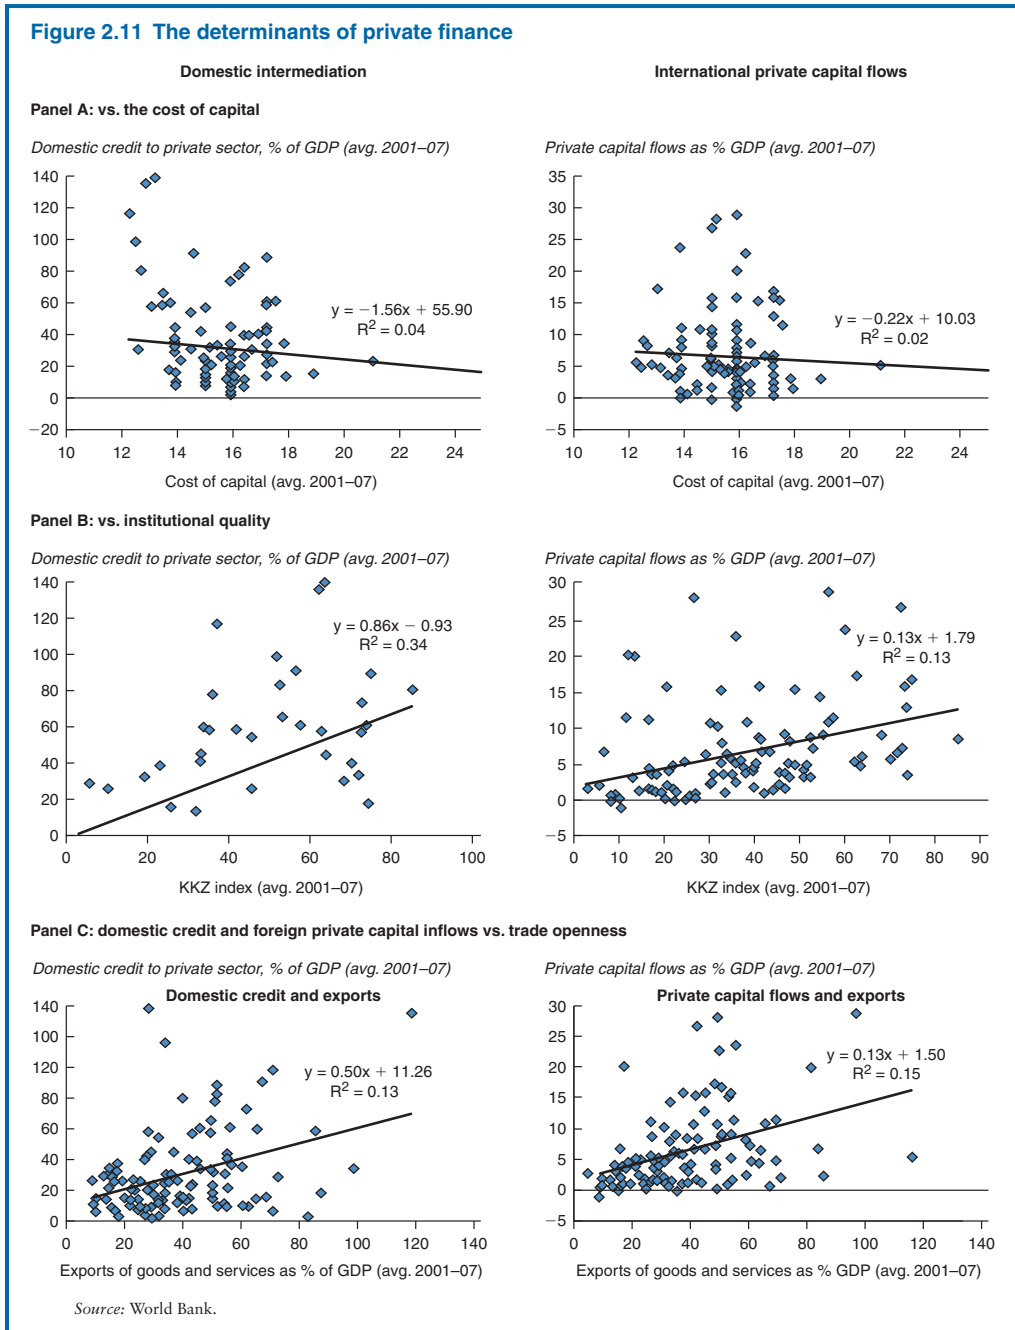 Figure 2.11 The determinants of private finance
Domestic intermediation
International private capital flows
Panel A: vs. the cost of capital
Domestic credit to private sector, % of GDP (avg. 2001–07)
140
120
100
80
60
40
20
0
−20
10 12 14 16 18 20 22 24
y = −1.56x + 55.90
R² = 0.04
Cost of capital (avg. 2001–07)
Private capital flows as % GDP (avg. 2001–07)
35
30
25
20
15
10
5
0
−5
10 12 14 16 18 20 22 24
y = −0.22x + 10.03
R² = 0.02
Cost of capital (avg. 2001–07)
Panel B: vs. institutional quality
Domestic credit to private sector, % of GDP (avg. 2001–07)
140
120
100
80
60
40
20
0
0 20 40 60 80 100
y = 0.86x − 0.93
R² = 0.34
KKZ index (avg. 2001–07)
Private capital flows as % GDP (avg. 2001–07)
30
25
20
15
10
5
0
−5
0 10 20 30 40 50 60 70 80 90
y = 0.13x + 1.79
R² = 0.13
KKZ index (avg. 2001–07)
Panel C: domestic credit and foreign private capital inflows vs. trade openness
Domestic credit to private sector, % of GDP (avg. 2001–07)
Domestic credit and exports
140
100
120
80
60
40
20
0
0 20 40 60 80 100 120 140
y = 0.50x + 11.26
R² = 0.13
Exports of goods and services as % of GDP (avg. 2001–07)
Private capital flows as % GDP (avg. 2001–07)
Private capital flows and exports
30
25
20
15
10
5
0
−5
0 20 40 60 80 100 120 140
y = 0.13x + 1.50
R² = 0.15
Exports of goods and services as % GDP (avg. 2001–07)
Source: World Bank.